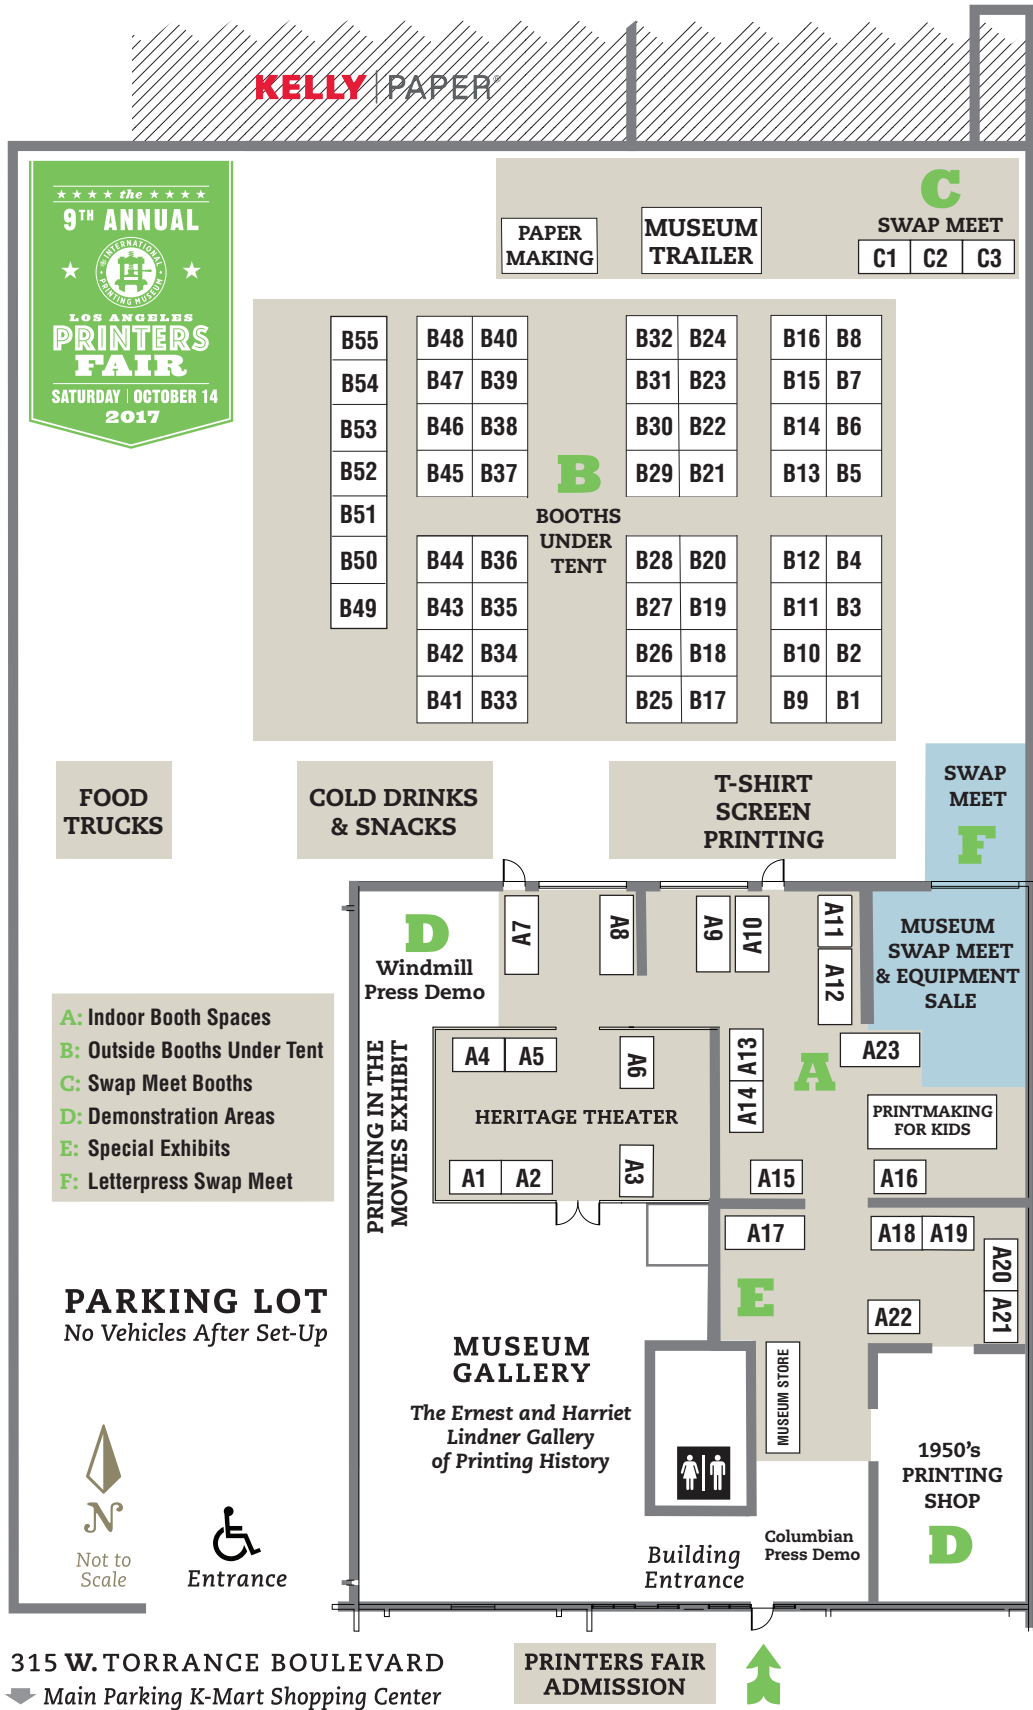 KELLY | PAPER®
★ ★ ★ ★ the ★ ★ ★ ★
9TH ANNUAL
INTERNATIONAL
PRINTING MUSEUM
LOS ANGELES
PRINTERS
FAIR
SATURDAY | OCTOBER 14
2017
C
SWAP MEET
C1 C2 C3
PAPER
MAKING
MUSEUM
TRAILER
B55
B54
B53
B52
B51
B50
B49
B48 B40
B47 B39
B46 B38
B45 B37
B44 B36
B43 B35
B42 B34
B41 B33
B
BOOTHS
UNDER
TENT
B32 B24
B31 B23
B30 B22
B29 B21
B28 B20
B27 B19
B26 B18
B25 B17
B16 B8
B15 B7
B14 B6
B13 B5
B12 B4
B11 B3
B10 B2
B9 B1
FOOD
TRUCKS
COLD DRINKS
& SNACKS
T-SHIRT
SCREEN
PRINTING
SWAP
MEET
F
D
Windmill
Press Demo
A7
A8
A9
A10
A11
A12
MUSEUM
SWAP MEET
& EQUIPMENT
SALE
A: Indoor Booth Spaces
B: Outside Booths Under Tent
C: Swap Meet Booths
D: Demonstration Areas
E: Special Exhibits
F: Letterpress Swap Meet
PRINTING IN THE
MOVIES EXHIBIT
A4 A5
A6
HERITAGE THEATER
A1 A2
A3
A13
A14
A
A23
PRINTMAKING
FOR KIDS
A15
A16
A17
A18 A19
A20
A21
E
A22
PARKING LOT
No Vehicles After Set-Up
MUSEUM
GALLERY
The Ernest and Harriet
Lindner Gallery
of Printing History
MUSEUM STORE
1950's
PRINTING
SHOP
D
N
Not to
Scale
Entrance
Building
Entrance
Columbian
Press Demo
315 W. TORRANCE BOULEVARD
Main Parking K-Mart Shopping Center
PRINTERS FAIR
ADMISSION